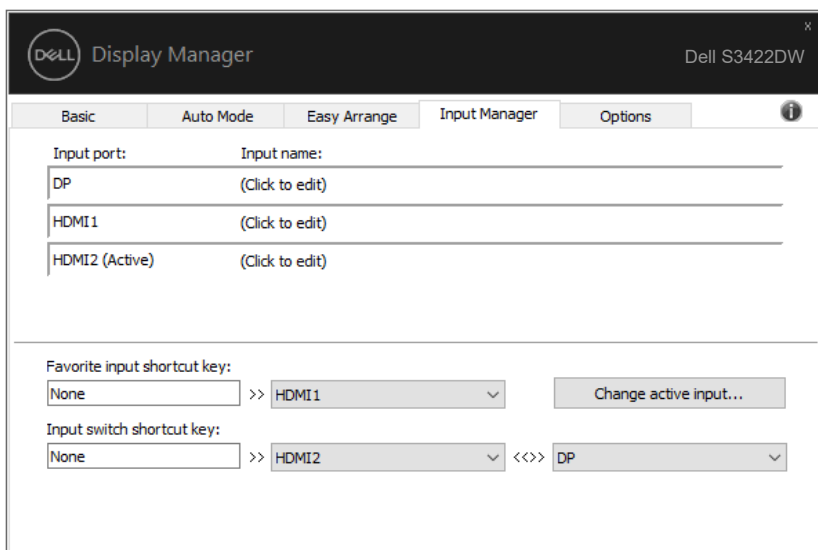 x
DELL Display Manager Dell S3422DW
Basic Auto Mode Easy Arrange Input Manager Options i
Input port: Input name:
DP (Click to edit)
HDMI1 (Click to edit)
HDMI2 (Active) (Click to edit)
Favorite input shortcut key:
None >> HDMI1 Change active input...
Input switch shortcut key:
None >> HDMI2 <<>> DP